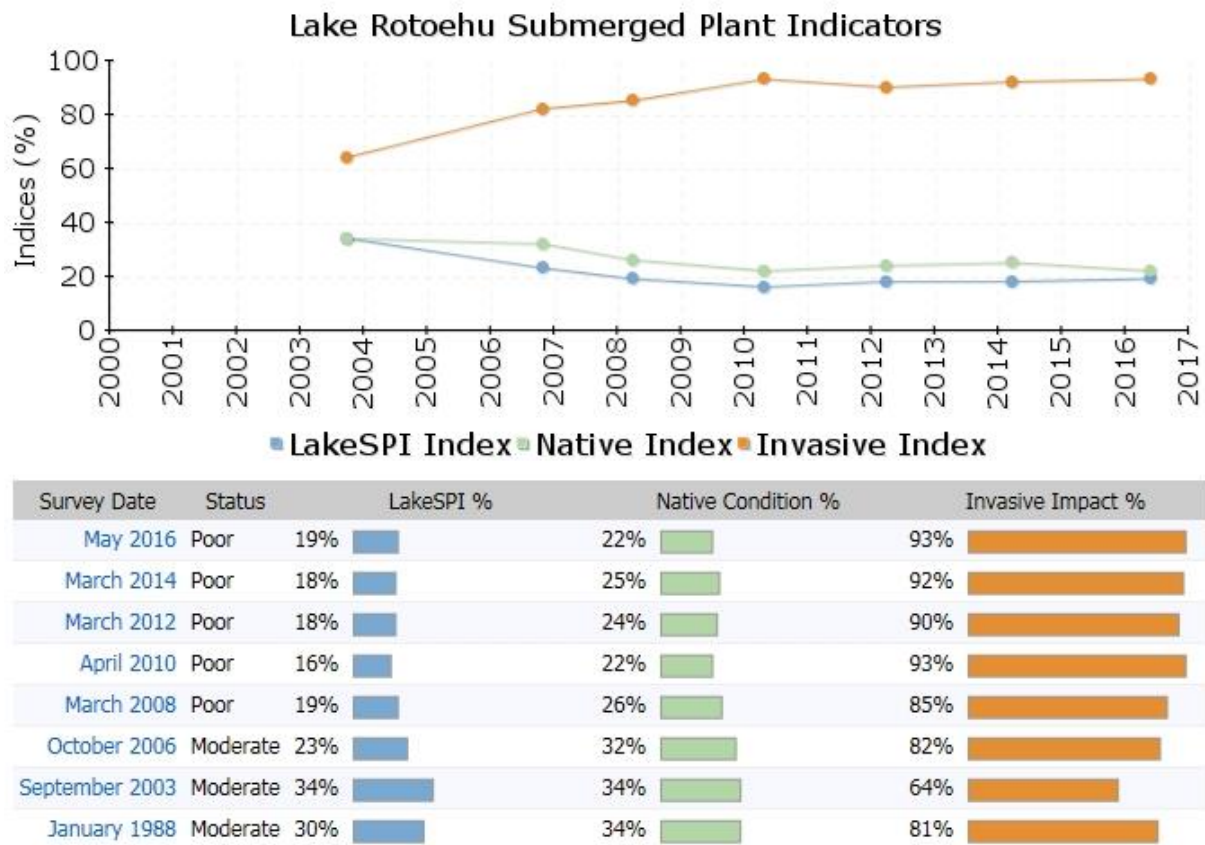 Lake Rotoehu Submerged Plant Indicators
100
80
60
40
20
0
Indices (%)
2000 2001 2002 2003 2004 2005 2006 2007 2008 2009 2010 2011 2012 2013 2014 2015 2016 2017
LakeSPI Index Native Index Invasive Index
Survey Date Status LakeSPI % Native Condition % Invasive Impact %
May 2016 Poor 19% 22% 93%
March 2014 Poor 18% 25% 92%
March 2012 Poor 18% 24% 90%
April 2010 Poor 16% 22% 93%
March 2008 Poor 19% 26% 85%
October 2006 Moderate 23% 32% 82%
September 2003 Moderate 34% 34% 64%
January 1988 Moderate 30% 34% 81%